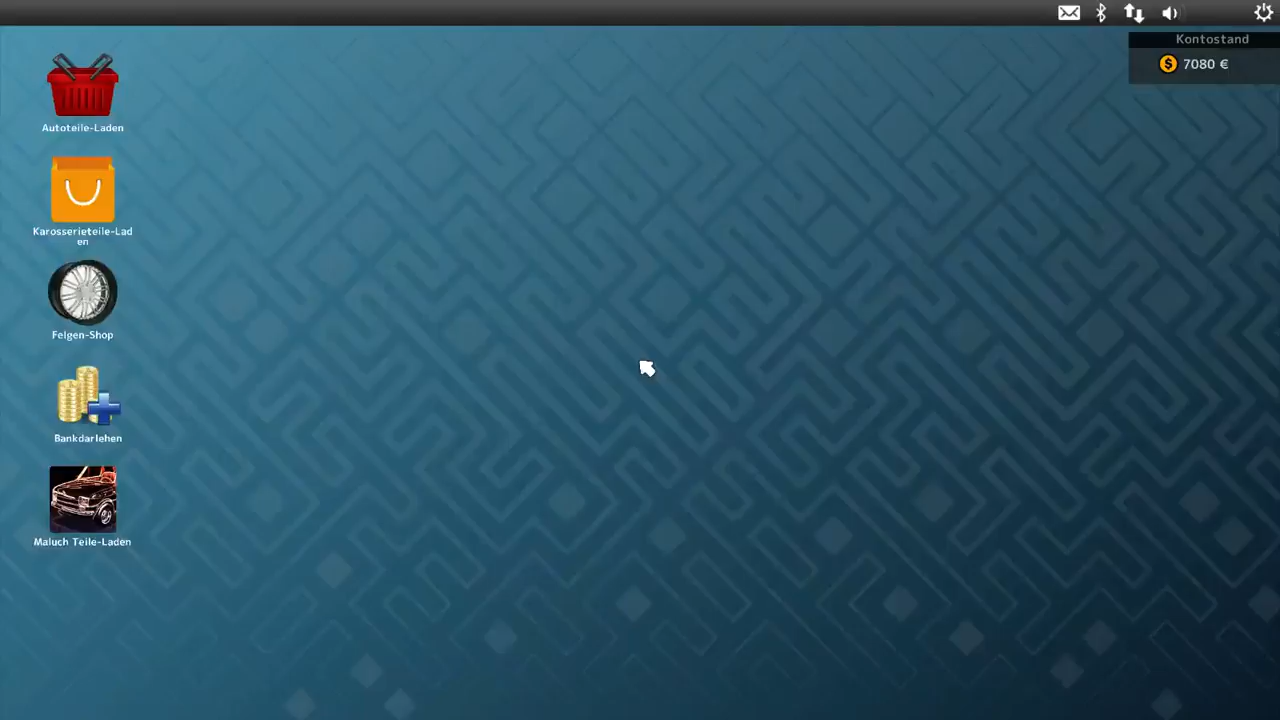 Kontostand
7080 €
Autoteile-Laden
Karosserieteile-Lad
en
Felgen-Shop
Bankdarlehen
Maluch Teile-Laden